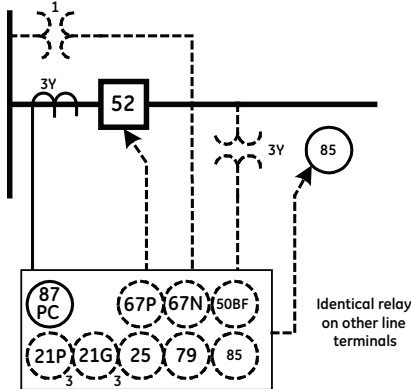 1
3Y
52
3Y
85
87
PC
67P 67N 50BF
21P 3 21G 3 25 79 85
Identical relay
on other line
terminals